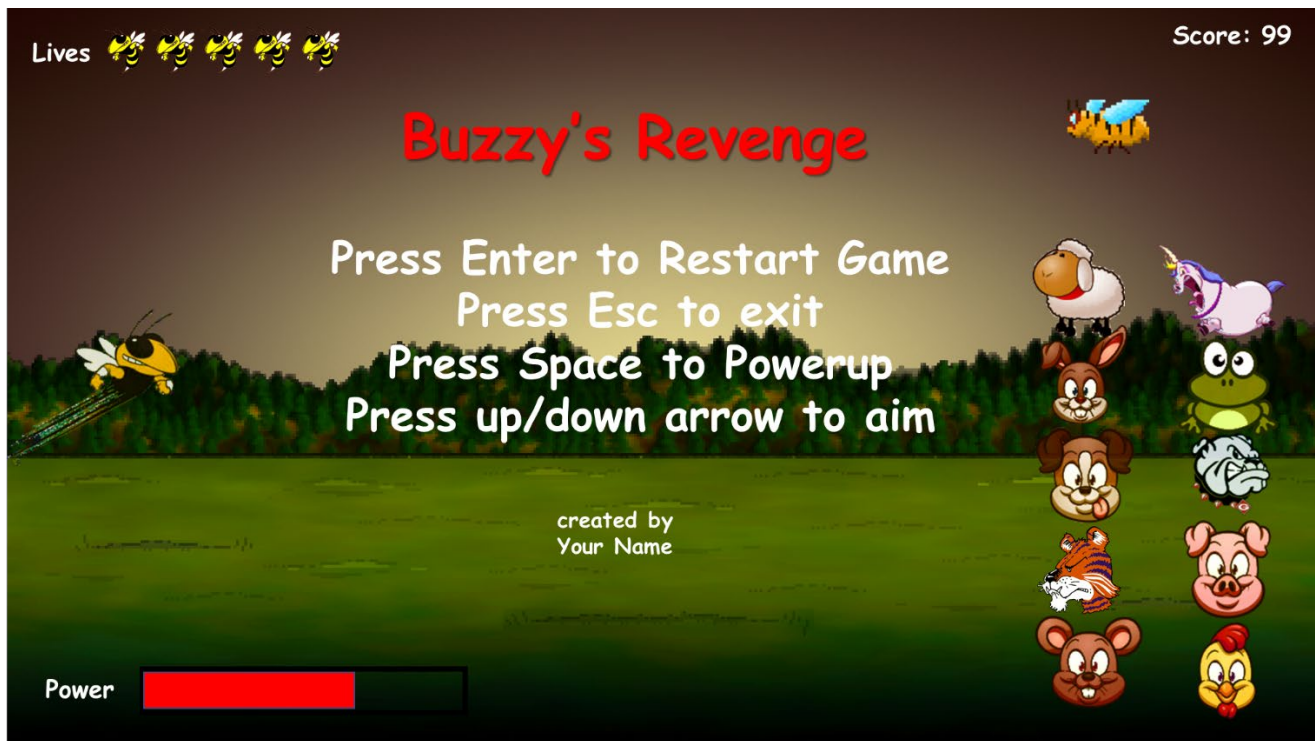 Lives
Score: 99
Buzzy's Revenge
Press Enter to Restart Game
Press Esc to exit
Press Space to Powerup
Press up/down arrow to aim
created by
Your Name
Power